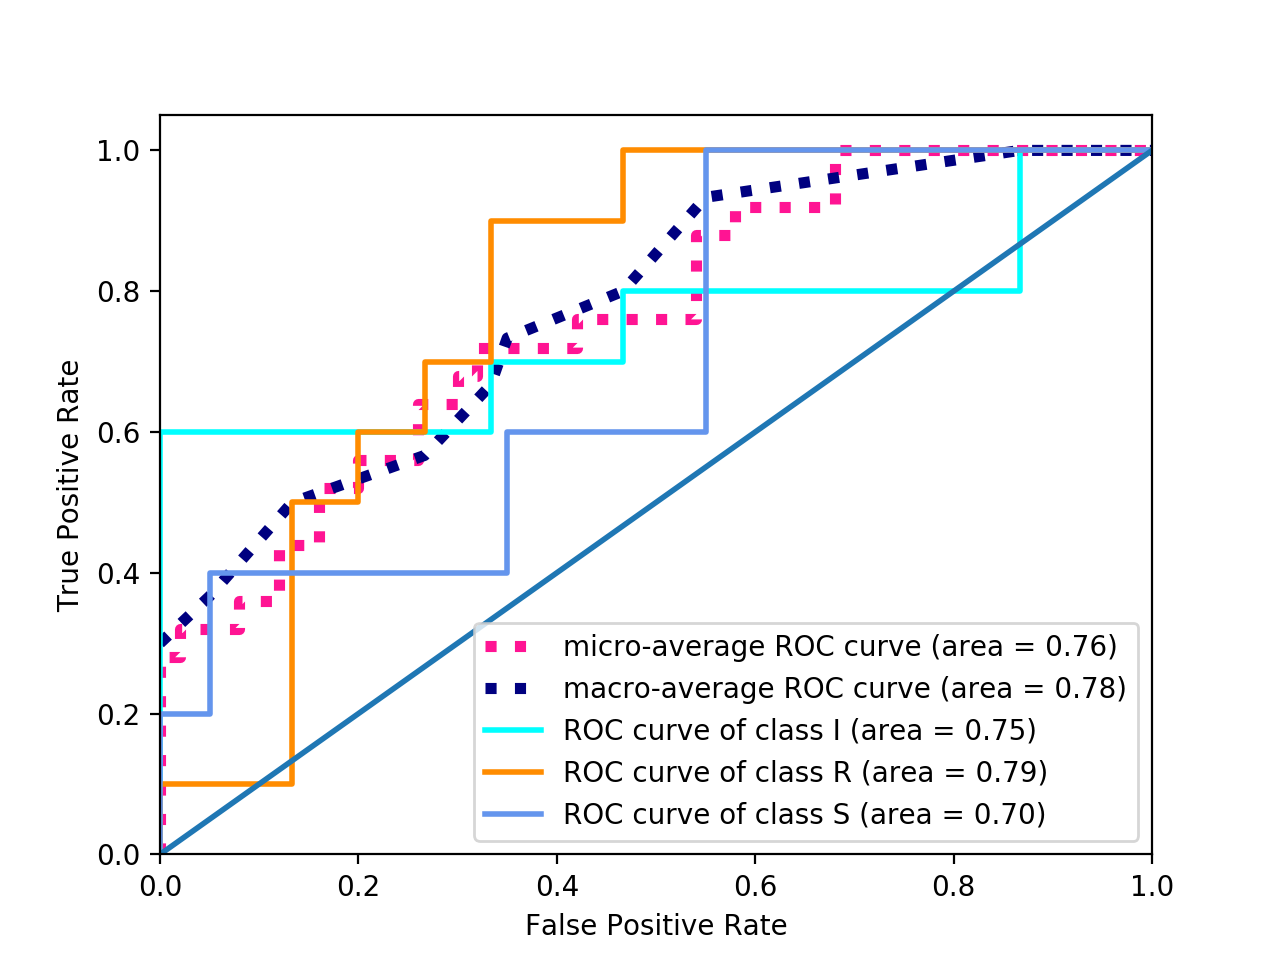 1.0
0.8
0.6
0.4
0.2
0.0
True Positive Rate
micro-average ROC curve (area = 0.76)
macro-average ROC curve (area = 0.78)
ROC curve of class I (area = 0.75)
ROC curve of class R (area = 0.79)
ROC curve of class S (area = 0.70)
0.0 0.2 0.4 0.6 0.8 1.0
False Positive Rate